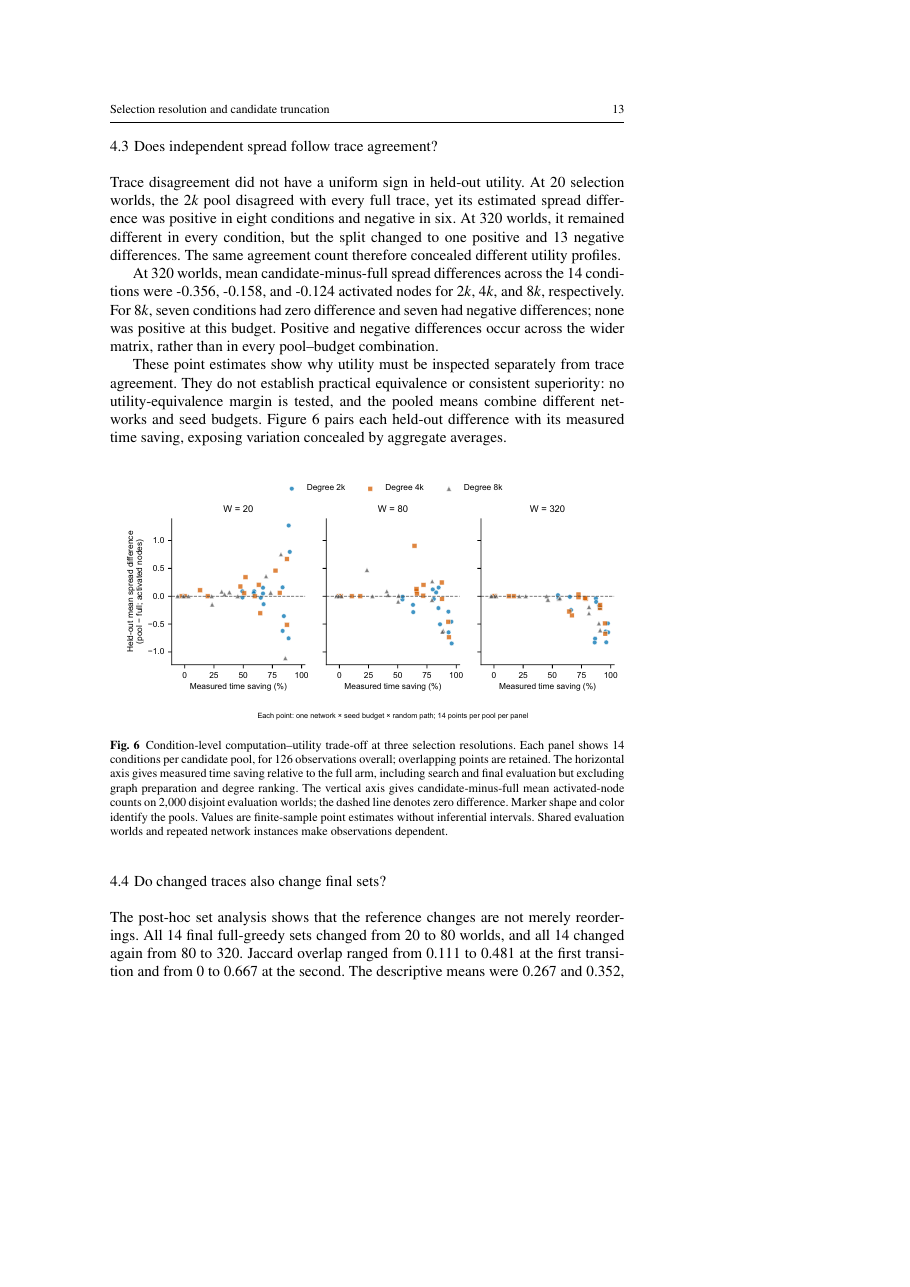 Selection resolution and candidate truncation 13
4.3 Does independent spread follow trace agreement?
Trace disagreement did not have a uniform sign in held-out utility. At 20 selection
worlds, the 2k pool disagreed with every full trace, yet its estimated spread differ-
ence was positive in eight conditions and negative in six. At 320 worlds, it remained
different in every condition, but the split changed to one positive and 13 negative
differences. The same agreement count therefore concealed different utility profiles.
At 320 worlds, mean candidate-minus-full spread differences across the 14 condi-
tions were -0.356, -0.158, and -0.124 activated nodes for 2k, 4k, and 8k, respectively.
For 8k, seven conditions had zero difference and seven had negative differences; none
was positive at this budget. Positive and negative differences occur across the wider
matrix, rather than in every pool–budget combination.
These point estimates show why utility must be inspected separately from trace
agreement. They do not establish practical equivalence or consistent superiority: no
utility-equivalence margin is tested, and the pooled means combine different net-
works and seed budgets. Figure 6 pairs each held-out difference with its measured
time saving, exposing variation concealed by aggregate averages.
Degree 2k Degree 4k Degree 8k
W = 20 W = 80 W = 320
Held-out mean spread difference
(pool − full; activated nodes)
1.0
0.5
0.0
−0.5
−1.0
0 25 50 75 100 0 25 50 75 100 0 25 50 75 100
Measured time saving (%) Measured time saving (%) Measured time saving (%)
Each point: one network × seed budget × random path; 14 points per pool per panel
Fig. 6 Condition-level computation–utility trade-off at three selection resolutions. Each panel shows 14
conditions per candidate pool, for 126 observations overall; overlapping points are retained. The horizontal
axis gives measured time saving relative to the full arm, including search and final evaluation but excluding
graph preparation and degree ranking. The vertical axis gives candidate-minus-full mean activated-node
counts on 2,000 disjoint evaluation worlds; the dashed line denotes zero difference. Marker shape and color
identify the pools. Values are finite-sample point estimates without inferential intervals. Shared evaluation
worlds and repeated network instances make observations dependent.
4.4 Do changed traces also change final sets?
The post-hoc set analysis shows that the reference changes are not merely reorder-
ings. All 14 final full-greedy sets changed from 20 to 80 worlds, and all 14 changed
again from 80 to 320. Jaccard overlap ranged from 0.111 to 0.481 at the first transi-
tion and from 0 to 0.667 at the second. The descriptive means were 0.267 and 0.352,